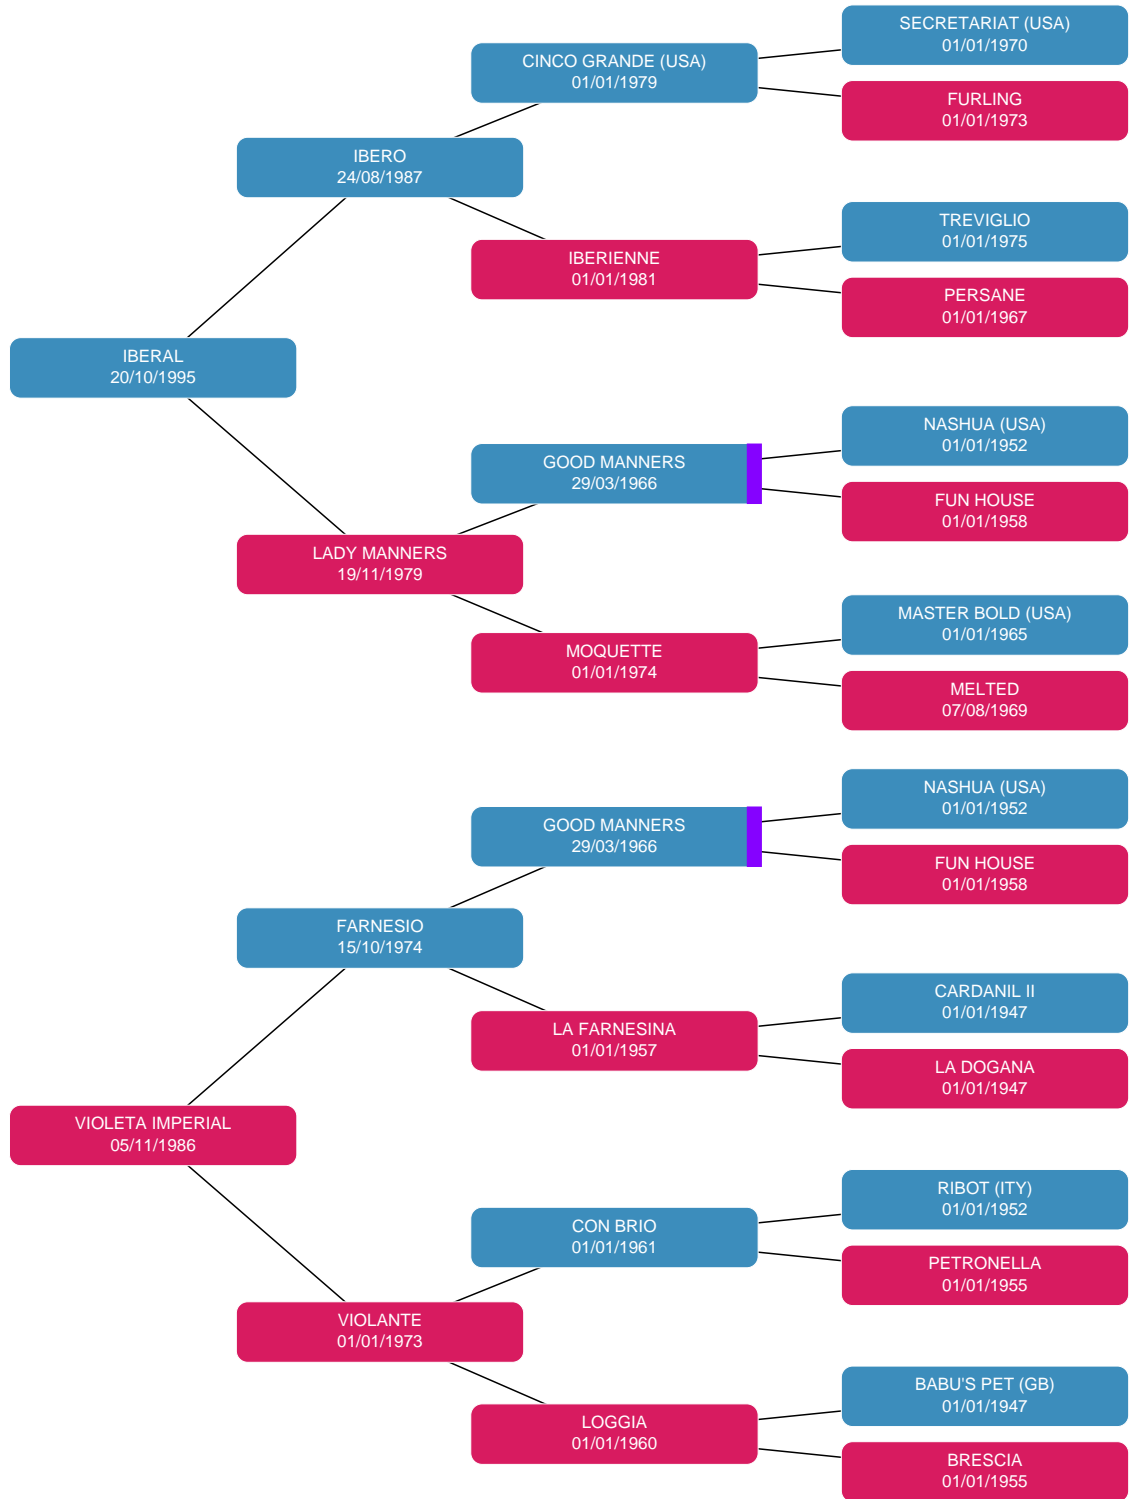 SECRETARIAT (USA)
01/01/1970
CINCO GRANDE (USA)
01/01/1979
FURLING
01/01/1973
IBERO
24/08/1987
TREVIGLIO
01/01/1975
IBERIENNE
01/01/1981
PERSANE
01/01/1967
IBERAL
20/10/1995
NASHUA (USA)
01/01/1952
GOOD MANNERS
29/03/1966
FUN HOUSE
01/01/1958
LADY MANNERS
19/11/1979
MASTER BOLD (USA)
01/01/1965
MOQUETTE
01/01/1974
MELTED
07/08/1969
NASHUA (USA)
01/01/1952
GOOD MANNERS
29/03/1966
FUN HOUSE
01/01/1958
FARNESIO
15/10/1974
CARDANIL II
01/01/1947
LA FARNESINA
01/01/1957
LA DOGANA
01/01/1947
VIOLETA IMPERIAL
05/11/1986
RIBOT (ITY)
01/01/1952
CON BRIO
01/01/1961
PETRONELLA
01/01/1955
VIOLANTE
01/01/1973
BABU'S PET (GB)
01/01/1947
LOGGIA
01/01/1960
BRESCIA
01/01/1955